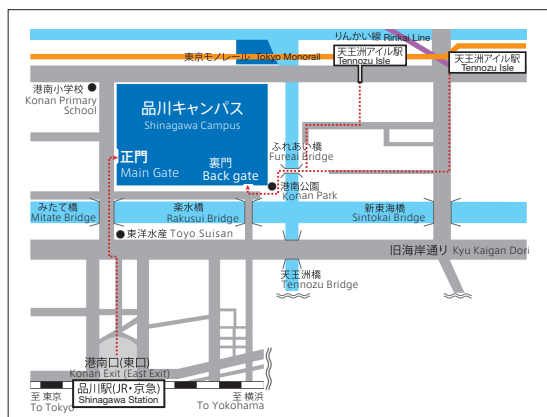 りんかい線 Rinkai Line
東京モノレール Tokyo Monorail
天王洲アイル駅
Tennozu Isle
天王洲アイル駅
Tennozu Isle
港南小学校
Konan Primary
School
品川キャンパス
Shinagawa Campus
正門
Main Gate
裏門
Back gate
ふれあい橋
Fureai Bridge
港南公園
Konan Park
みたて橋
Mitate Bridge
楽水橋
Rakusui Bridge
新東海橋
Sintokai Bridge
東洋水産 Toyo Suisan
旧海岸通り Kyu Kaigan Dori
天王洲橋
Tennozu Bridge
港南口(東口)
Konan Exit (East Exit)
品川駅(JR・京急)
Shinagawa Station
至 東京
To Tokyo
至 横浜
To Yokohama